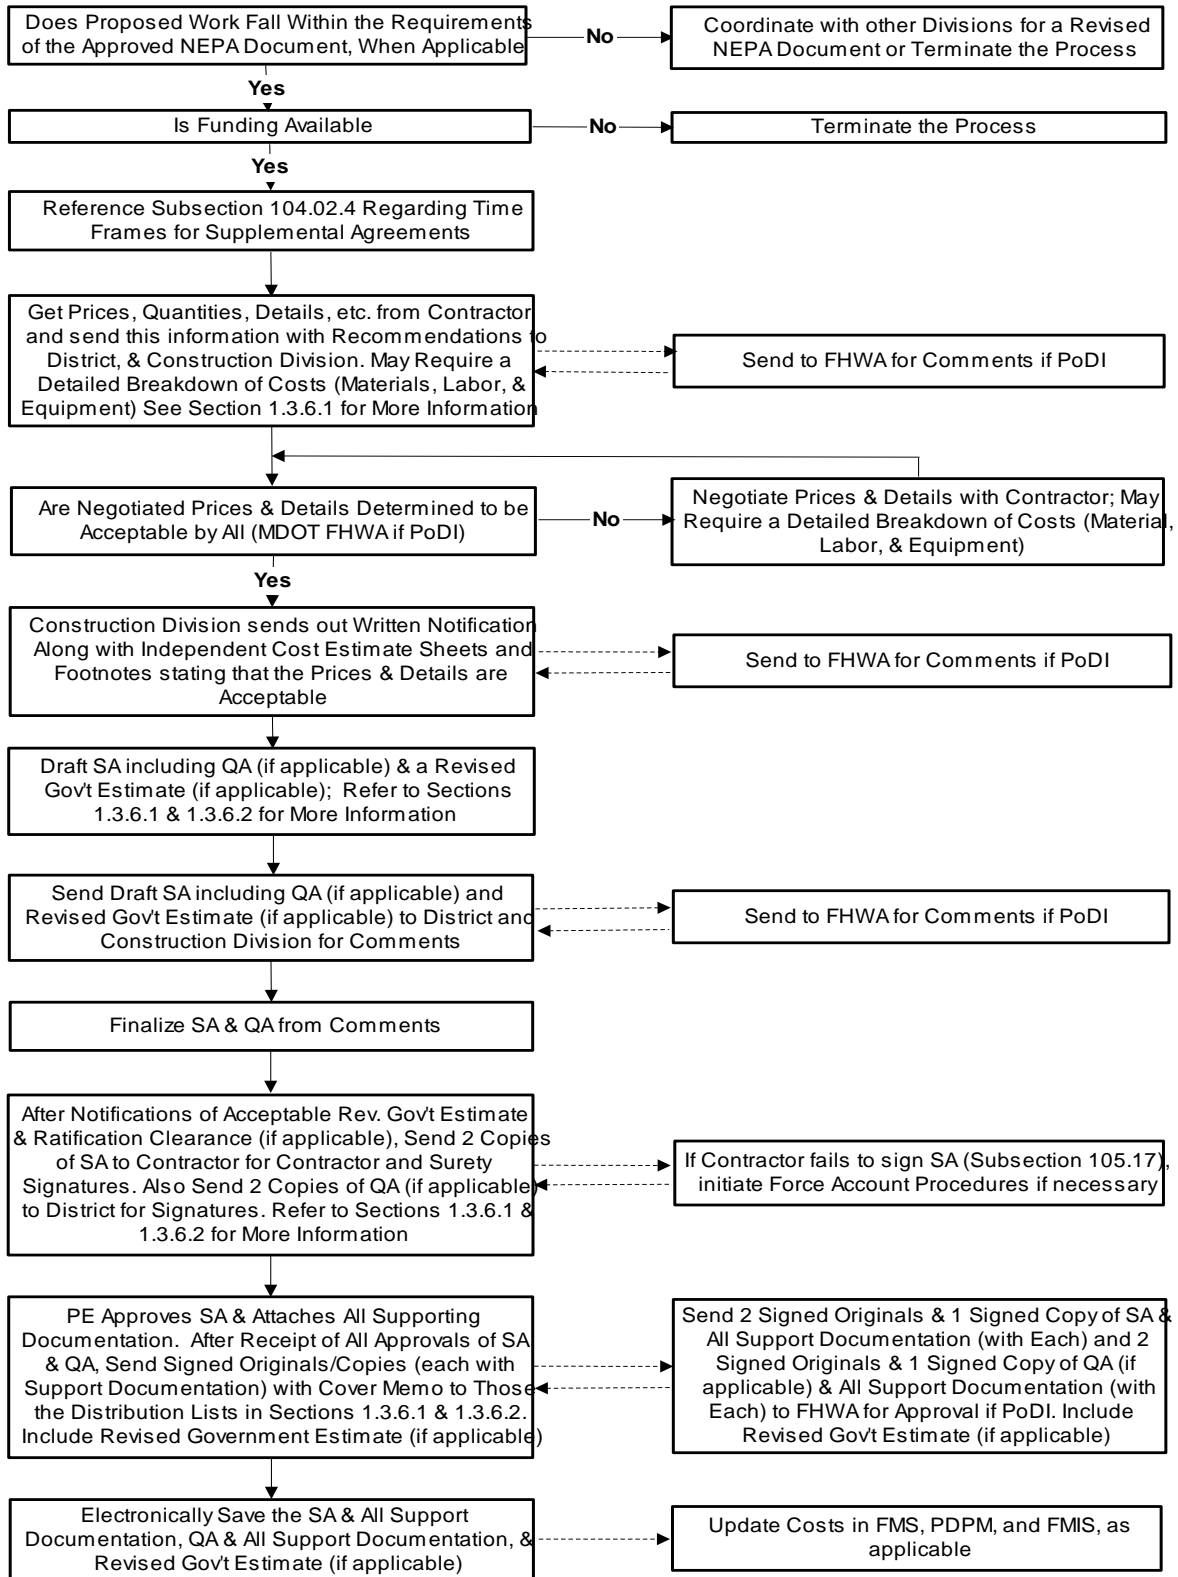 Does Proposed Work Fall Within the Requirements
of the Approved NEPA Document, When Applicable
No
Coordinate with other Divisions for a Revised
NEPA Document or Terminate the Process
Yes
Is Funding Available
No
Terminate the Process
Yes
Reference Subsection 104.02.4 Regarding Time
Frames for Supplemental Agreements
Get Prices, Quantities, Details, etc. from Contractor
and send this information with Recommendations to
District, & Construction Division. May Require a
Detailed Breakdown of Costs (Materials, Labor, &
Equipment) See Section 1.3.6.1 for More Information
Send to FHWA for Comments if PoDI
Are Negotiated Prices & Details Determined to be
Acceptable by All (MDOT FHWA if PoDI)
No
Negotiate Prices & Details with Contractor; May
Require a Detailed Breakdown of Costs (Material,
Labor, & Equipment)
Yes
Construction Division sends out Written Notification
Along with Independent Cost Estimate Sheets and
Footnotes stating that the Prices & Details are
Acceptable
Send to FHWA for Comments if PoDI
Draft SA including QA (if applicable) & a Revised
Gov't Estimate (if applicable); Refer to Sections
1.3.6.1 & 1.3.6.2 for More Information
Send Draft SA including QA (if applicable) and
Revised Gov't Estimate (if applicable) to District and
Construction Division for Comments
Send to FHWA for Comments if PoDI
Finalize SA & QA from Comments
After Notifications of Acceptable Rev. Gov't Estimate
& Ratification Clearance (if applicable), Send 2 Copies
of SA to Contractor for Contractor and Surety
Signatures. Also Send 2 Copies of QA (if applicable)
to District for Signatures. Refer to Sections 1.3.6.1 &
1.3.6.2 for More Information
If Contractor fails to sign SA (Subsection 105.17),
initiate Force Account Procedures if necessary
PE Approves SA & Attaches All Supporting
Documentation. After Receipt of All Approvals of SA
& QA, Send Signed Originals/Copies (each with
Support Documentation) with Cover Memo to Those
the Distribution Lists in Sections 1.3.6.1 & 1.3.6.2.
Include Revised Government Estimate (if applicable)
Send 2 Signed Originals & 1 Signed Copy of SA &
All Support Documentation (with Each) and 2
Signed Originals & 1 Signed Copy of QA (if
applicable) & All Support Documentation (with
Each) to FHWA for Approval if PoDI. Include
Revised Gov't Estimate (if applicable)
Electronically Save the SA & All Support
Documentation, QA & All Support Documentation, &
Revised Gov't Estimate (if applicable)
Update Costs in FMS, PDPM, and FMIS, as
applicable